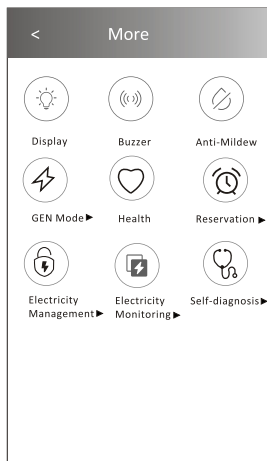 < More
Display Buzzer Anti-Mildew
GEN Mode▶ Health Reservation ▶
Electricity Electricity Self-diagnosis▶
Management▶ Monitoring▶